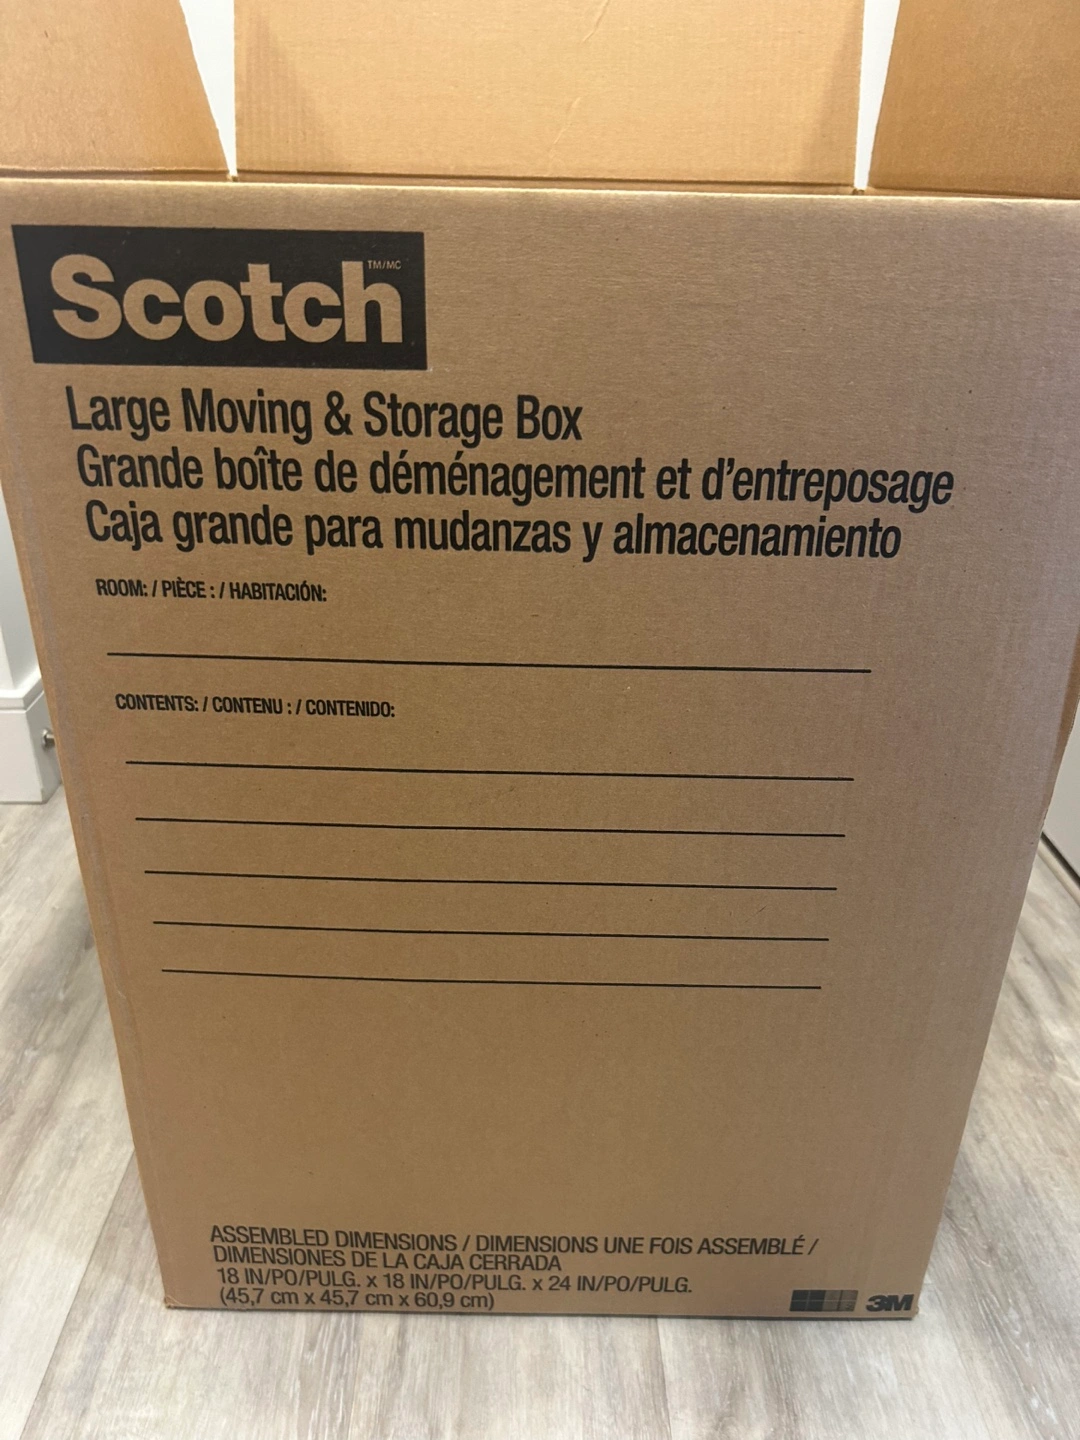 Scotch TM/MC
Large Moving & Storage Box
Grande boîte de déménagement et d'entreposage
Caja grande para mudanzas y almacenamiento
ROOM: / PIÈCE : / HABITACIÓN:
CONTENTS: / CONTENU : / CONTENIDO:
ASSEMBLED DIMENSIONS / DIMENSIONS UNE FOIS ASSEMBLÉ /
DIMENSIONES DE LA CAJA CERRADA
18 IN/PO/PULG. x 18 IN/PO/PULG. x 24 IN/PO/PULG.
(45,7 cm x 45,7 cm x 60,9 cm)
3M